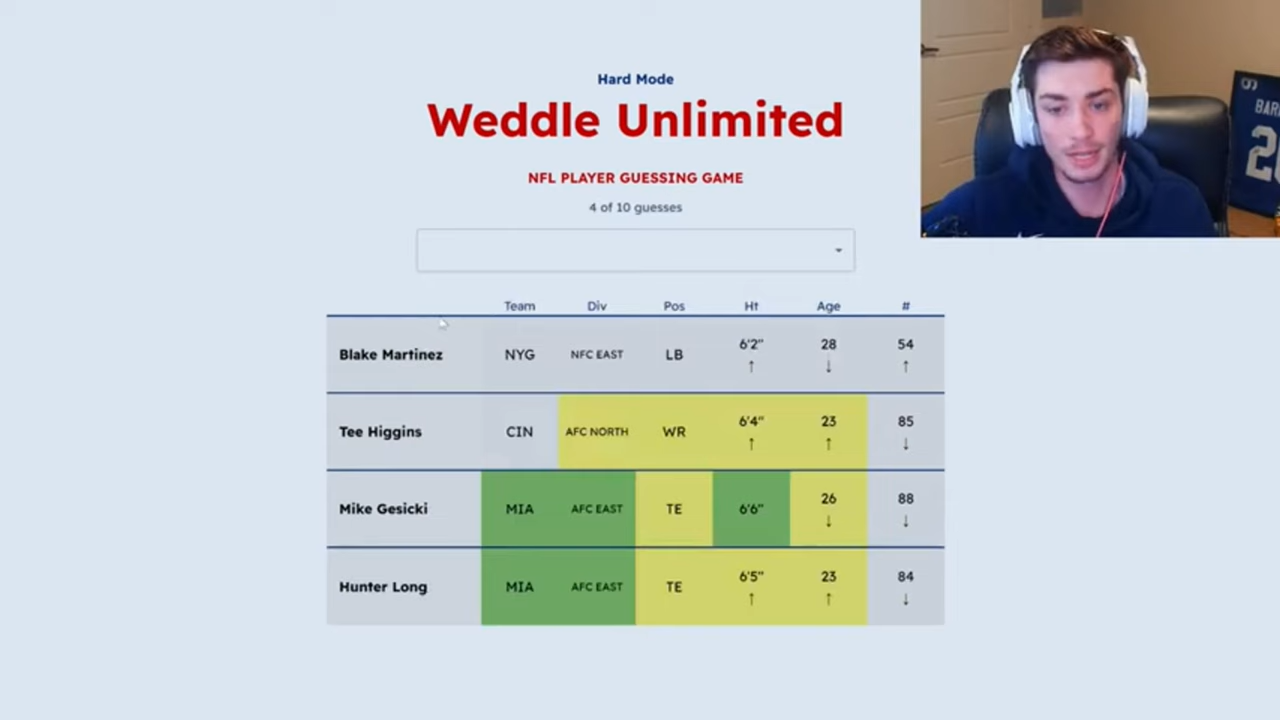 Hard Mode
Weddle Unlimited
NFL PLAYER GUESSING GAME
4 of 10 guesses
Team Div Pos Ht Age #
Blake Martinez NYG NFC EAST LB 6'2" ↑ 28 ↓ 54 ↑
Tee Higgins CIN AFC NORTH WR 6'4" ↑ 23 ↑ 85 ↓
Mike Gesicki MIA AFC EAST TE 6'6" 26 ↓ 88 ↓
Hunter Long MIA AFC EAST TE 6'5" ↑ 23 ↑ 84 ↓
BAR
2